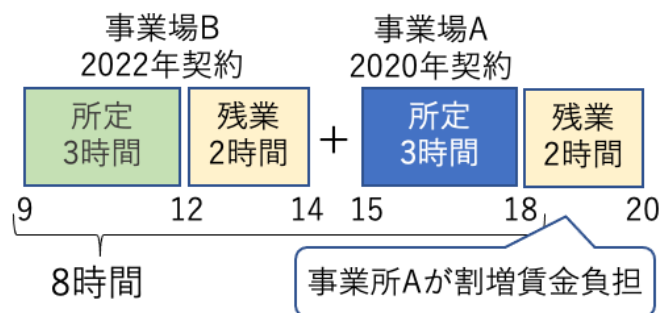 事業場B
2022年契約
所定
3時間
残業
2時間
+
事業場A
2020年契約
所定
3時間
残業
2時間
9
12
14
15
18
20
8時間
事業所Aが割増賃金負担